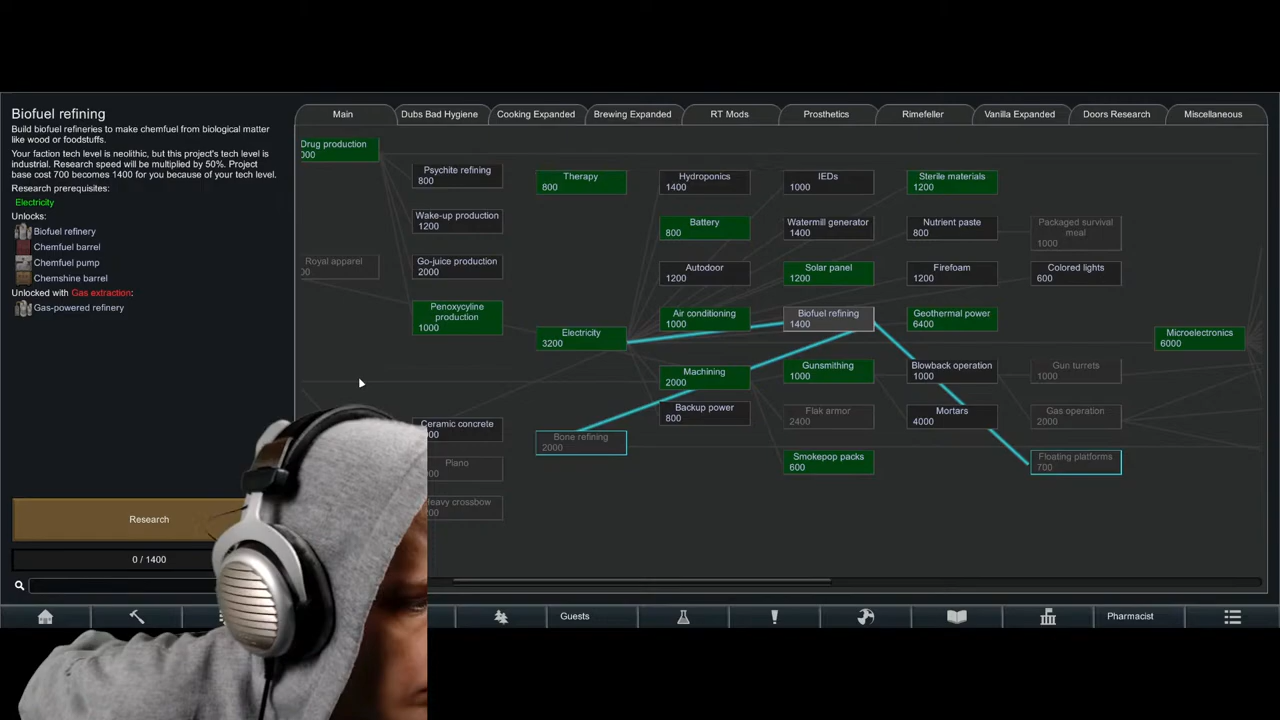 Biofuel refining
Build biofuel refineries to make chemfuel from biological matter
like wood or foodstuffs.
Your faction tech level is neolithic, but this project's tech level is
industrial. Research speed will be multiplied by 50%. Project
base cost 700 becomes 1400 for you because of your tech level.
Research prerequisites:
Electricity
Unlocks:
Biofuel refinery
Chemfuel barrel
Chemfuel pump
Chemshine barrel
Unlocked with Gas extraction:
Gas-powered refinery
Research
0 / 1400
Main
Dubs Bad Hygiene
Cooking Expanded
Brewing Expanded
RT Mods
Prosthetics
Rimefeller
Vanilla Expanded
Doors Research
Miscellaneous
Drug production
000
Royal apparel
00
Psychite refining
800
Wake-up production
1200
Go-juice production
2000
Penoxycyline
production
1000
Ceramic concrete
Piano
Heavy crossbow
Therapy
800
Electricity
3200
Bone refining
2000
Hydroponics
1400
Battery
800
Autodoor
1200
Air conditioning
1000
Machining
2000
Backup power
800
IEDs
1000
Watermill generator
1400
Solar panel
1200
Biofuel refining
1400
Gunsmithing
1000
Flak armor
2400
Smokepop packs
600
Sterile materials
1200
Nutrient paste
800
Firefoam
1200
Geothermal power
6400
Blowback operation
1000
Mortars
4000
Packaged survival
meal
1000
Colored lights
600
Gun turrets
1000
Gas operation
2000
Floating platforms
700
Microelectronics
6000
Guests
Pharmacist